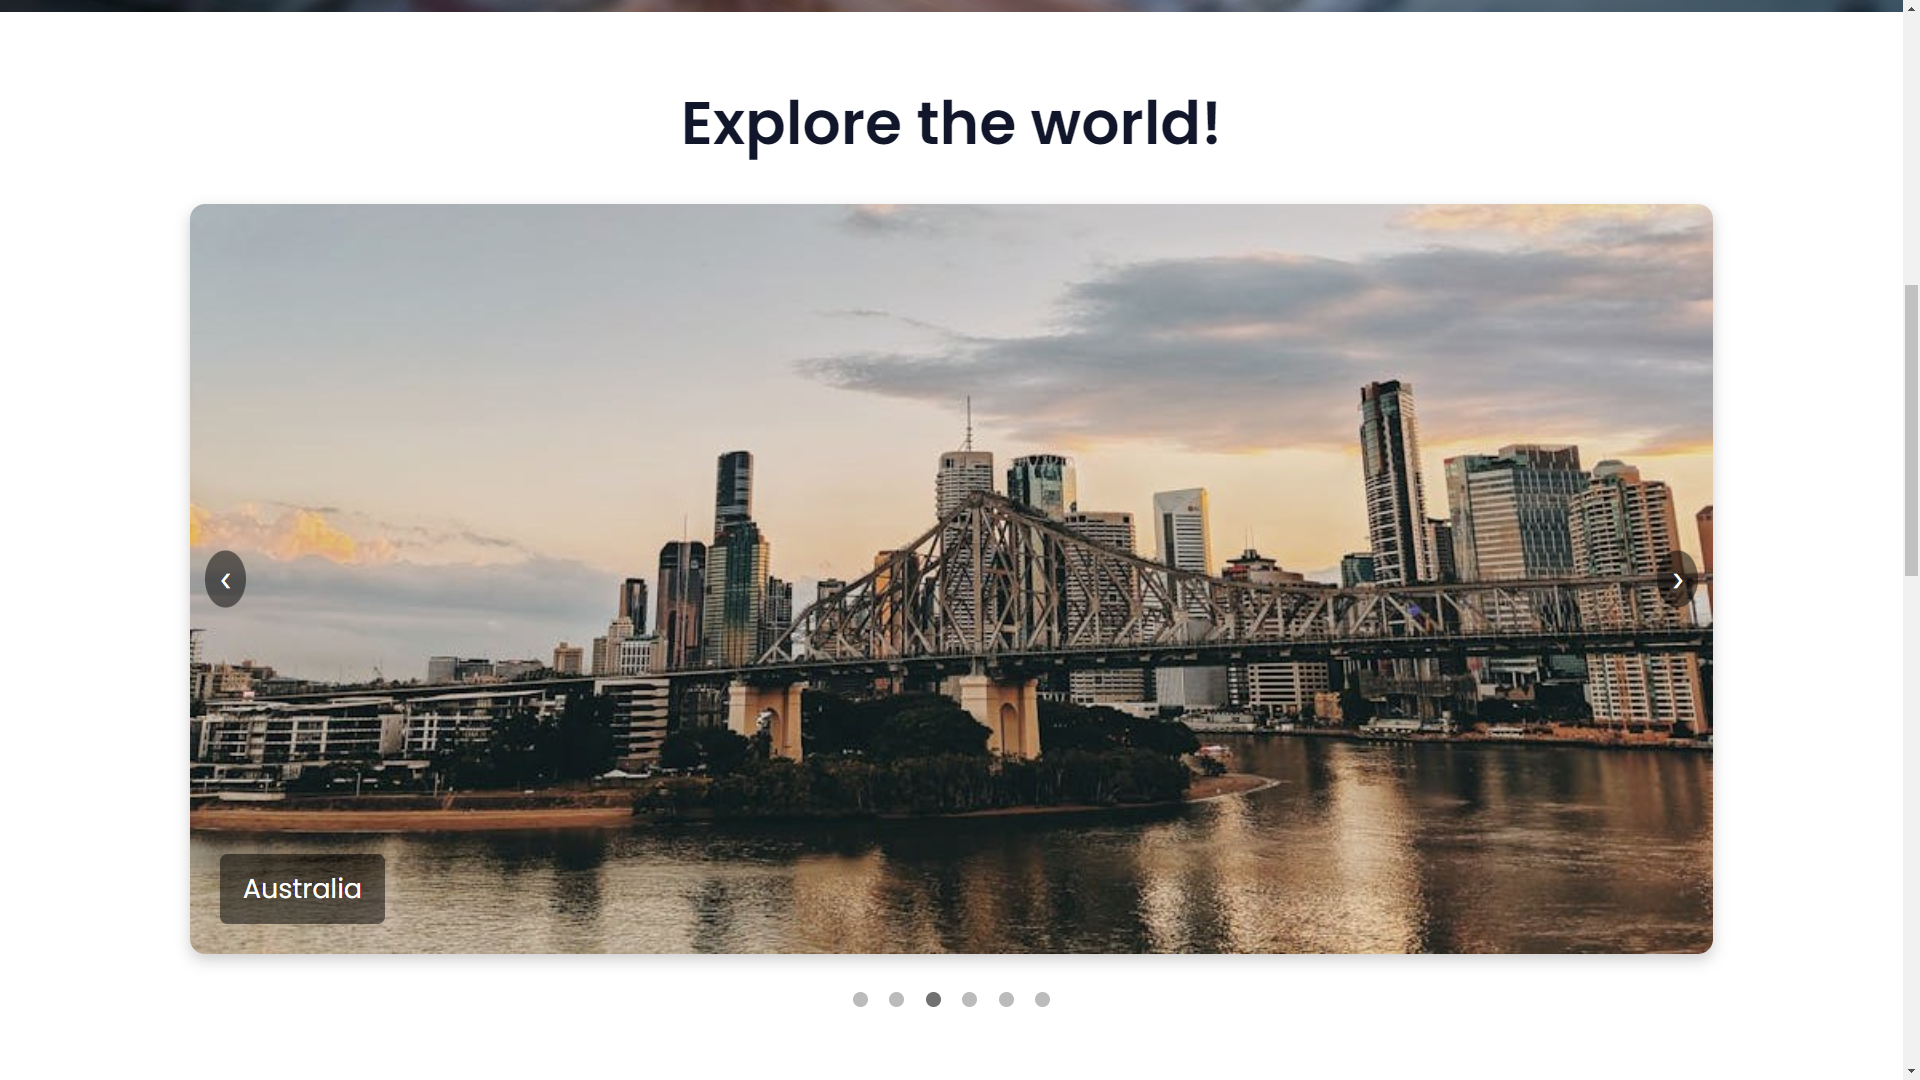 Explore the world!
‹
›
Australia